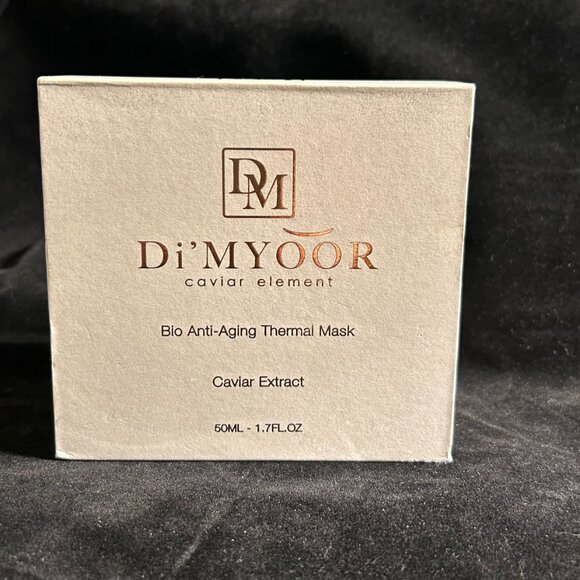 DM
Di'MYOOR
caviar element
Bio Anti-Aging Thermal Mask
Caviar Extract
50ML - 1.7FL.OZ